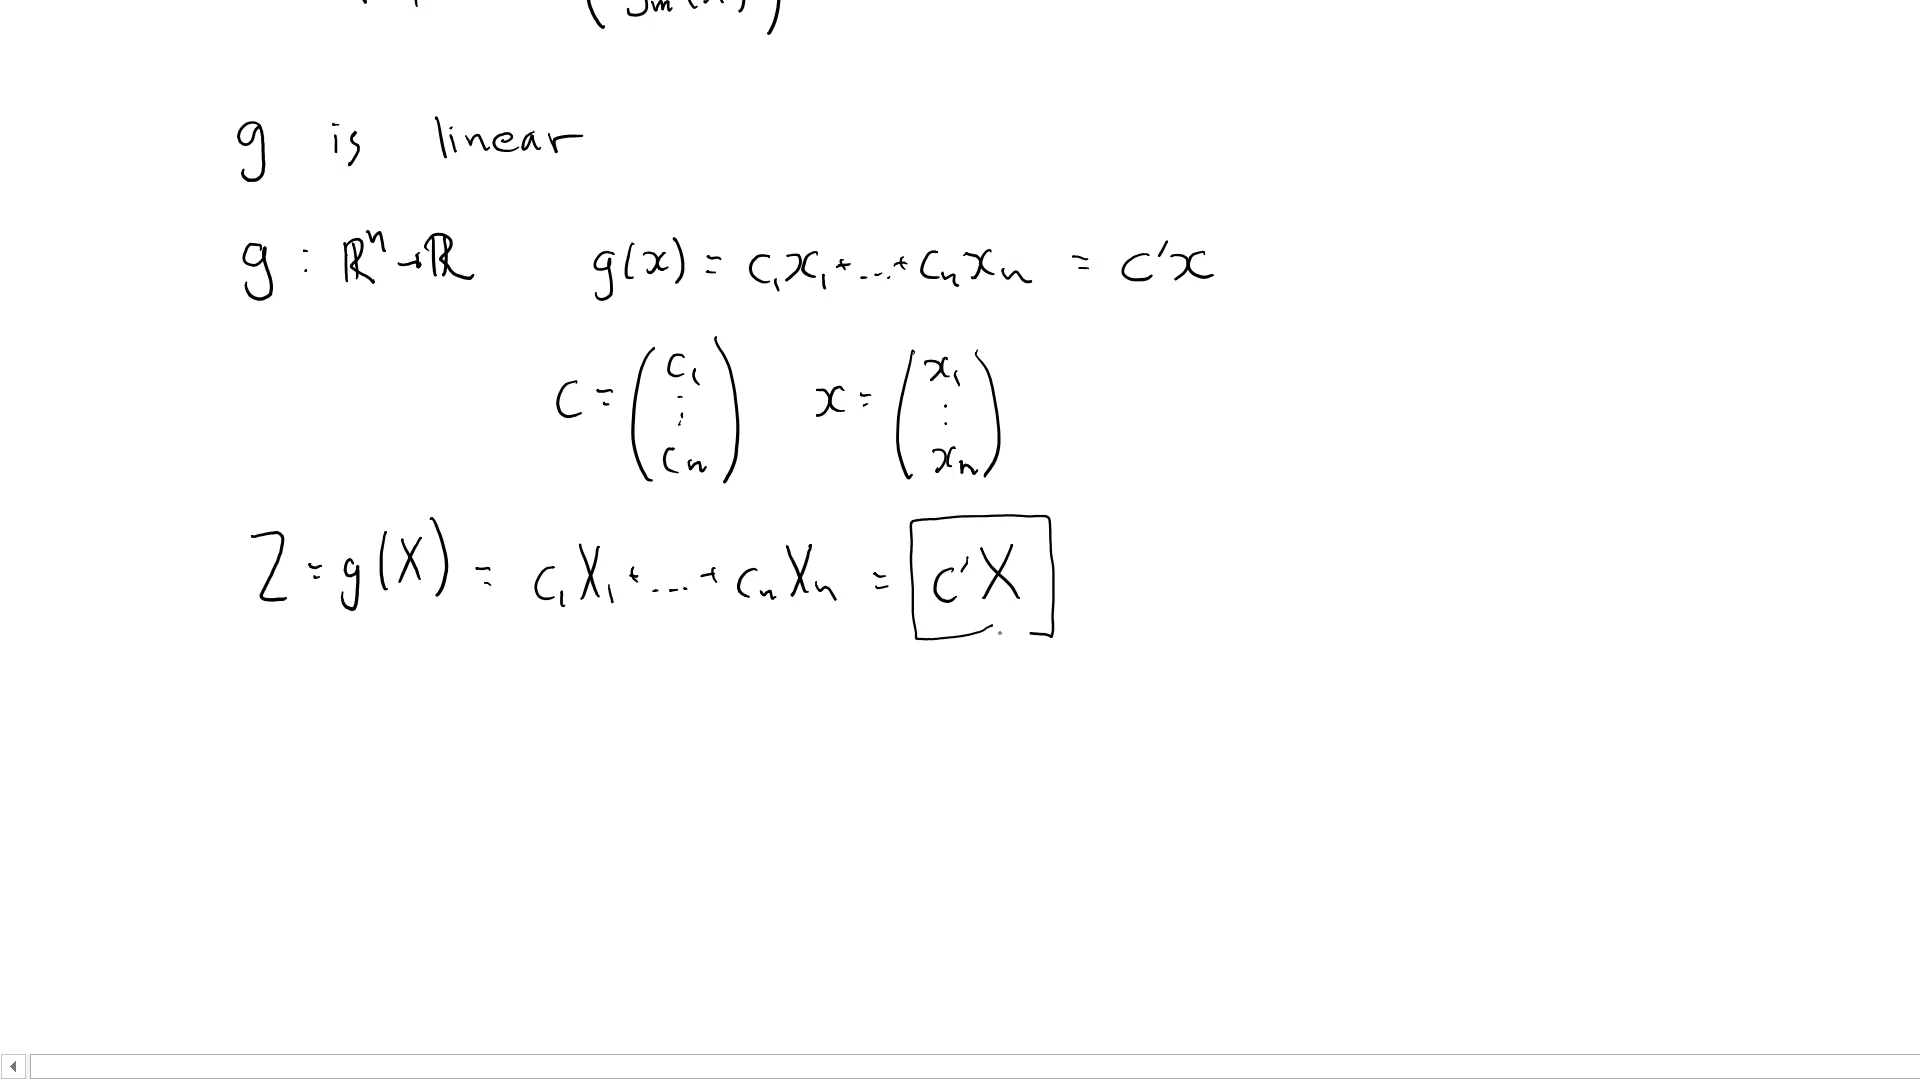 g is linear
g : ℝⁿ → ℝ g(x) = c₁x₁ + ... + cₙxₙ = c'x
c = (c₁ ⋮ cₙ) x = (x₁ ⋮ xₙ)
Z = g(X) = c₁X₁ + ... + cₙXₙ = c'X